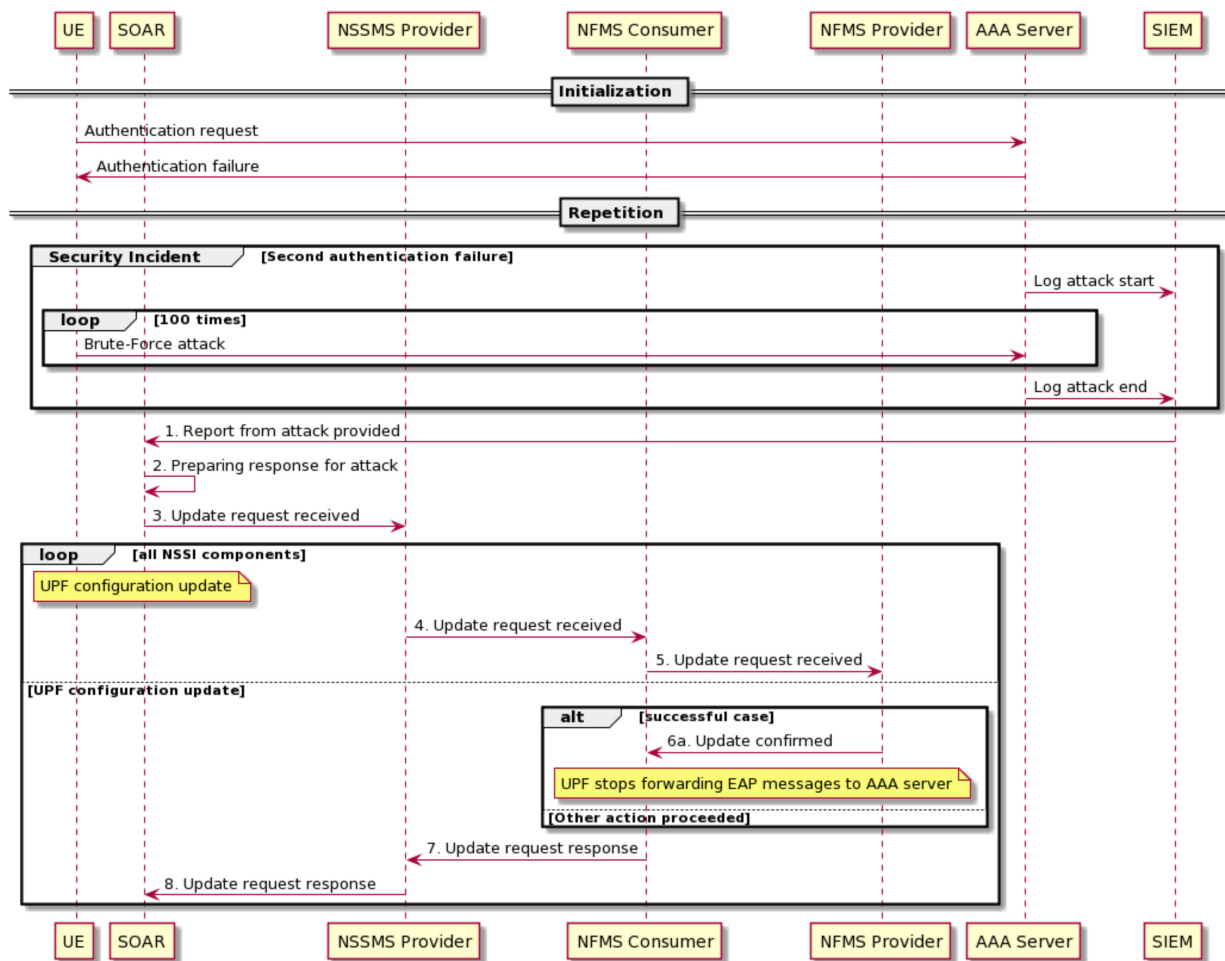 UE SOAR NSSMS Provider NFMS Consumer NFMS Provider AAA Server SIEM
Initialization
Authentication request
Authentication failure
Repetition
Security Incident [Second authentication failure]
Log attack start
loop [100 times]
Brute-Force attack
Log attack end
1. Report from attack provided
2. Preparing response for attack
3. Update request received
loop [all NSSI components]
UPF configuration update
4. Update request received
5. Update request received
[UPF configuration update]
alt [successful case]
6a. Update confirmed
UPF stops forwarding EAP messages to AAA server
[Other action proceeded]
7. Update request response
8. Update request response
UE SOAR NSSMS Provider NFMS Consumer NFMS Provider AAA Server SIEM